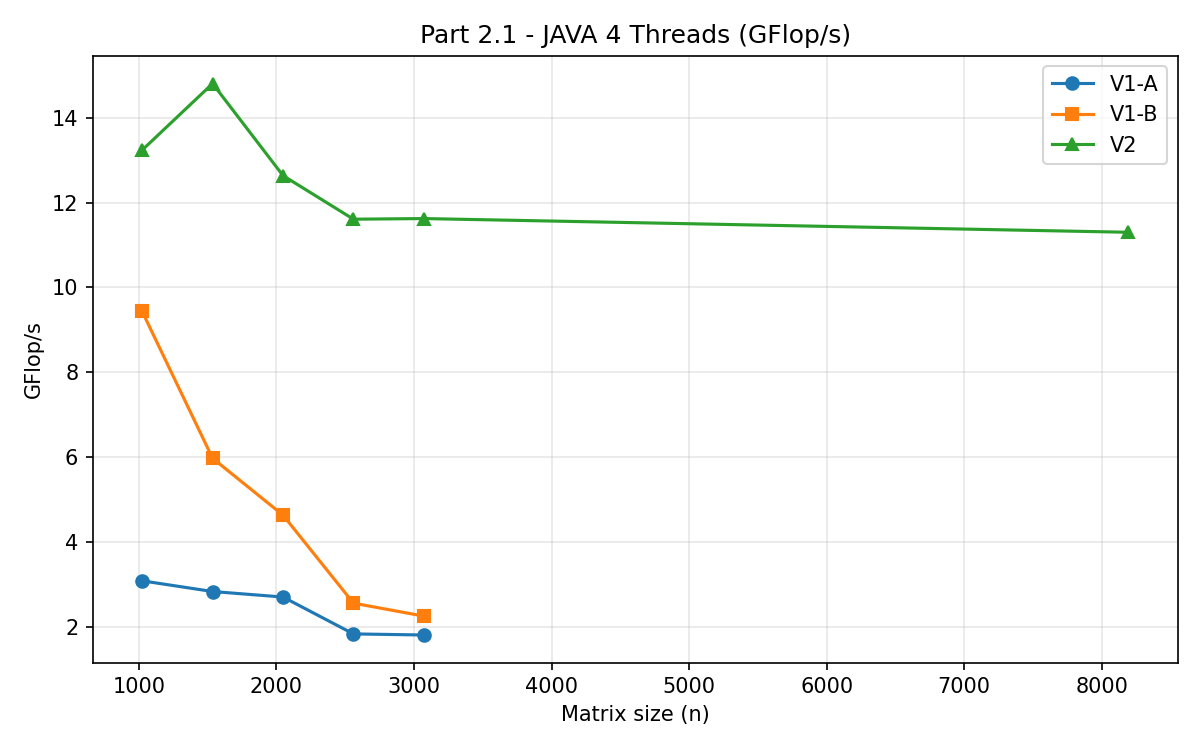 Part 2.1 - JAVA 4 Threads (GFlop/s)
V1-A
V1-B
V2
GFlop/s
14
12
10
8
6
4
2
1000 2000 3000 4000 5000 6000 7000 8000
Matrix size (n)